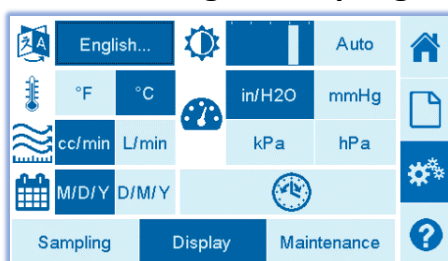 English... Auto
°F °C in/H2O mmHg
cc/min L/min kPa hPa
M/D/Y D/M/Y
Sampling Display Maintenance